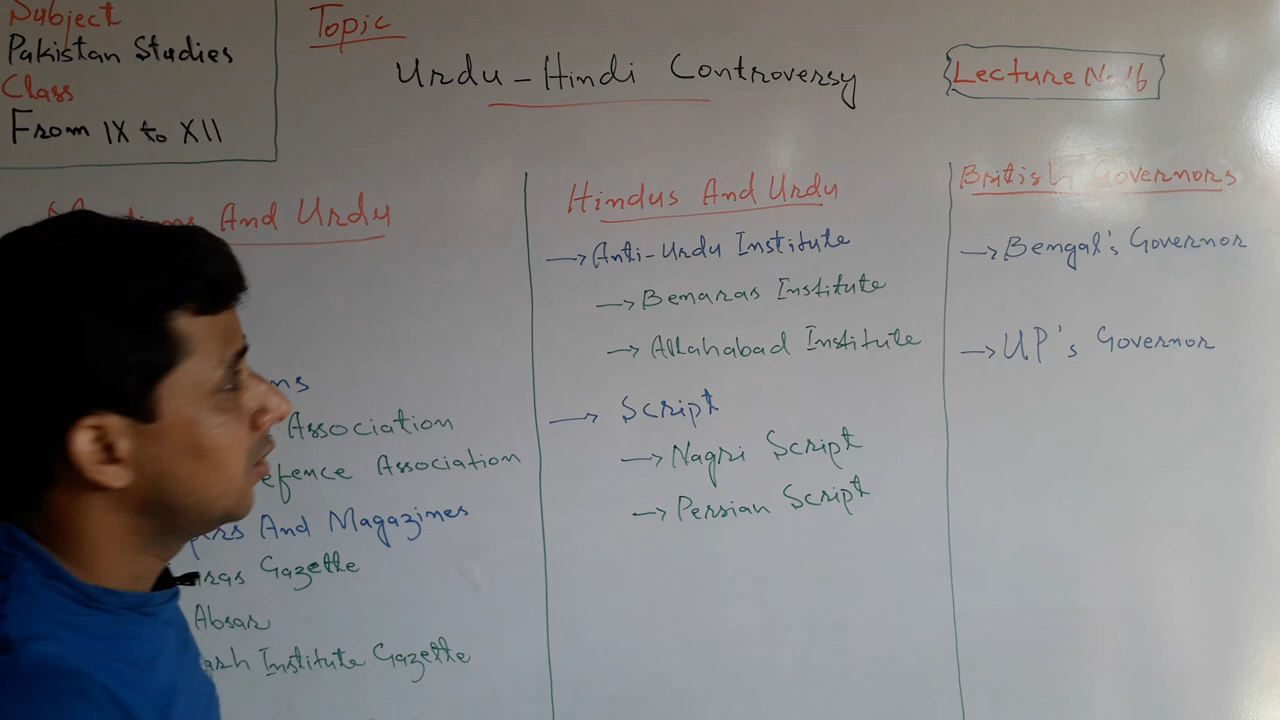 Subject
Pakistan Studies
Class
From IX to XII
Topic
Urdu-Hindi Controversy
Lecture No 16
And Urdu
Association
efence Association
And Magazines
Gazette
Absar
Institute Gazette
Hindus And Urdu
→ Anti-Urdu Institute
→ Benaras Institute
→ Allahabad Institute
→ Script
→ Nagri Script
→ Persian Script
British Governors
→ Bengal's Governor
→ UP's Governor